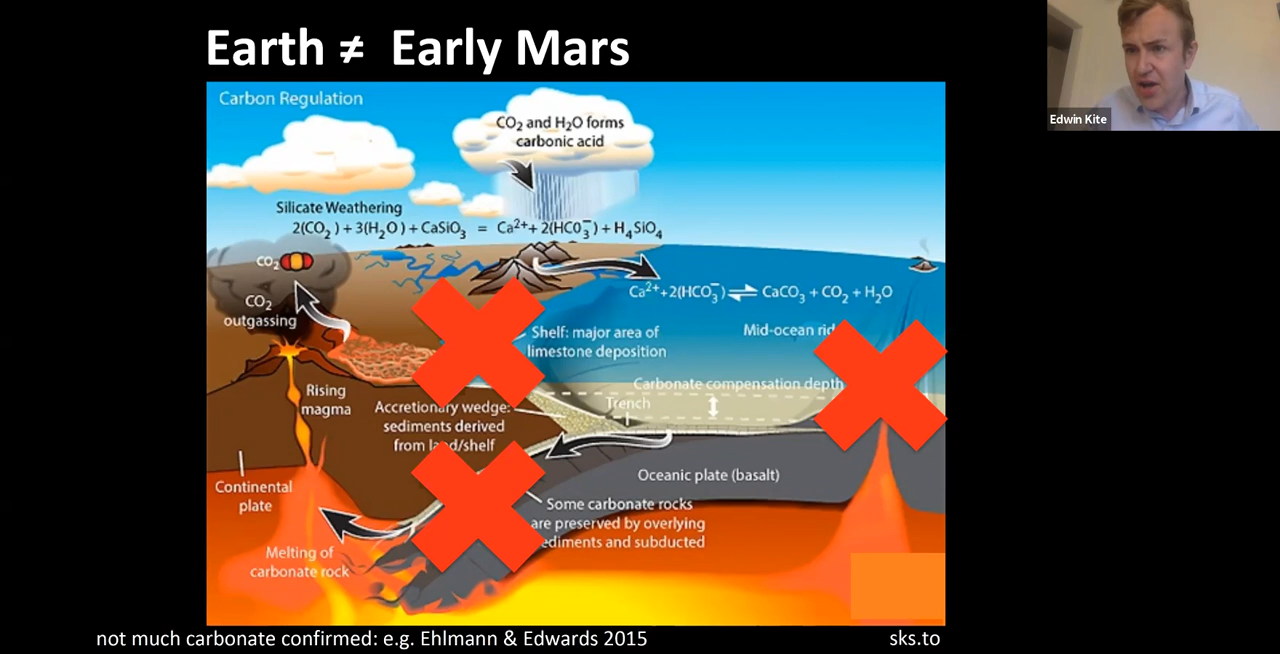 Earth ≠ Early Mars
Edwin Kite
Carbon Regulation
CO₂ and H₂O forms
carbonic acid
Silicate Weathering
2(CO₂) + 3(H₂O) + CaSiO₃ = Ca²⁺+ 2(HCO₃⁻) + H₄SiO₄
CO₂
Ca²⁺+2(HCO₃⁻) ⇌ CaCO₃ + CO₂ + H₂O
CO₂
outgassing
Shelf: major area of
limestone deposition
Mid-ocean
Carbonate compensation depth
Rising
magma
Trench
Accretionary wedge:
sediments derived
from land/shelf
Oceanic plate (basalt)
Continental
plate
Some carbonate rocks
are preserved by overlying
sediments and subducted
Melting of
carbonate rock
not much carbonate confirmed: e.g. Ehlmann & Edwards 2015
sks.to